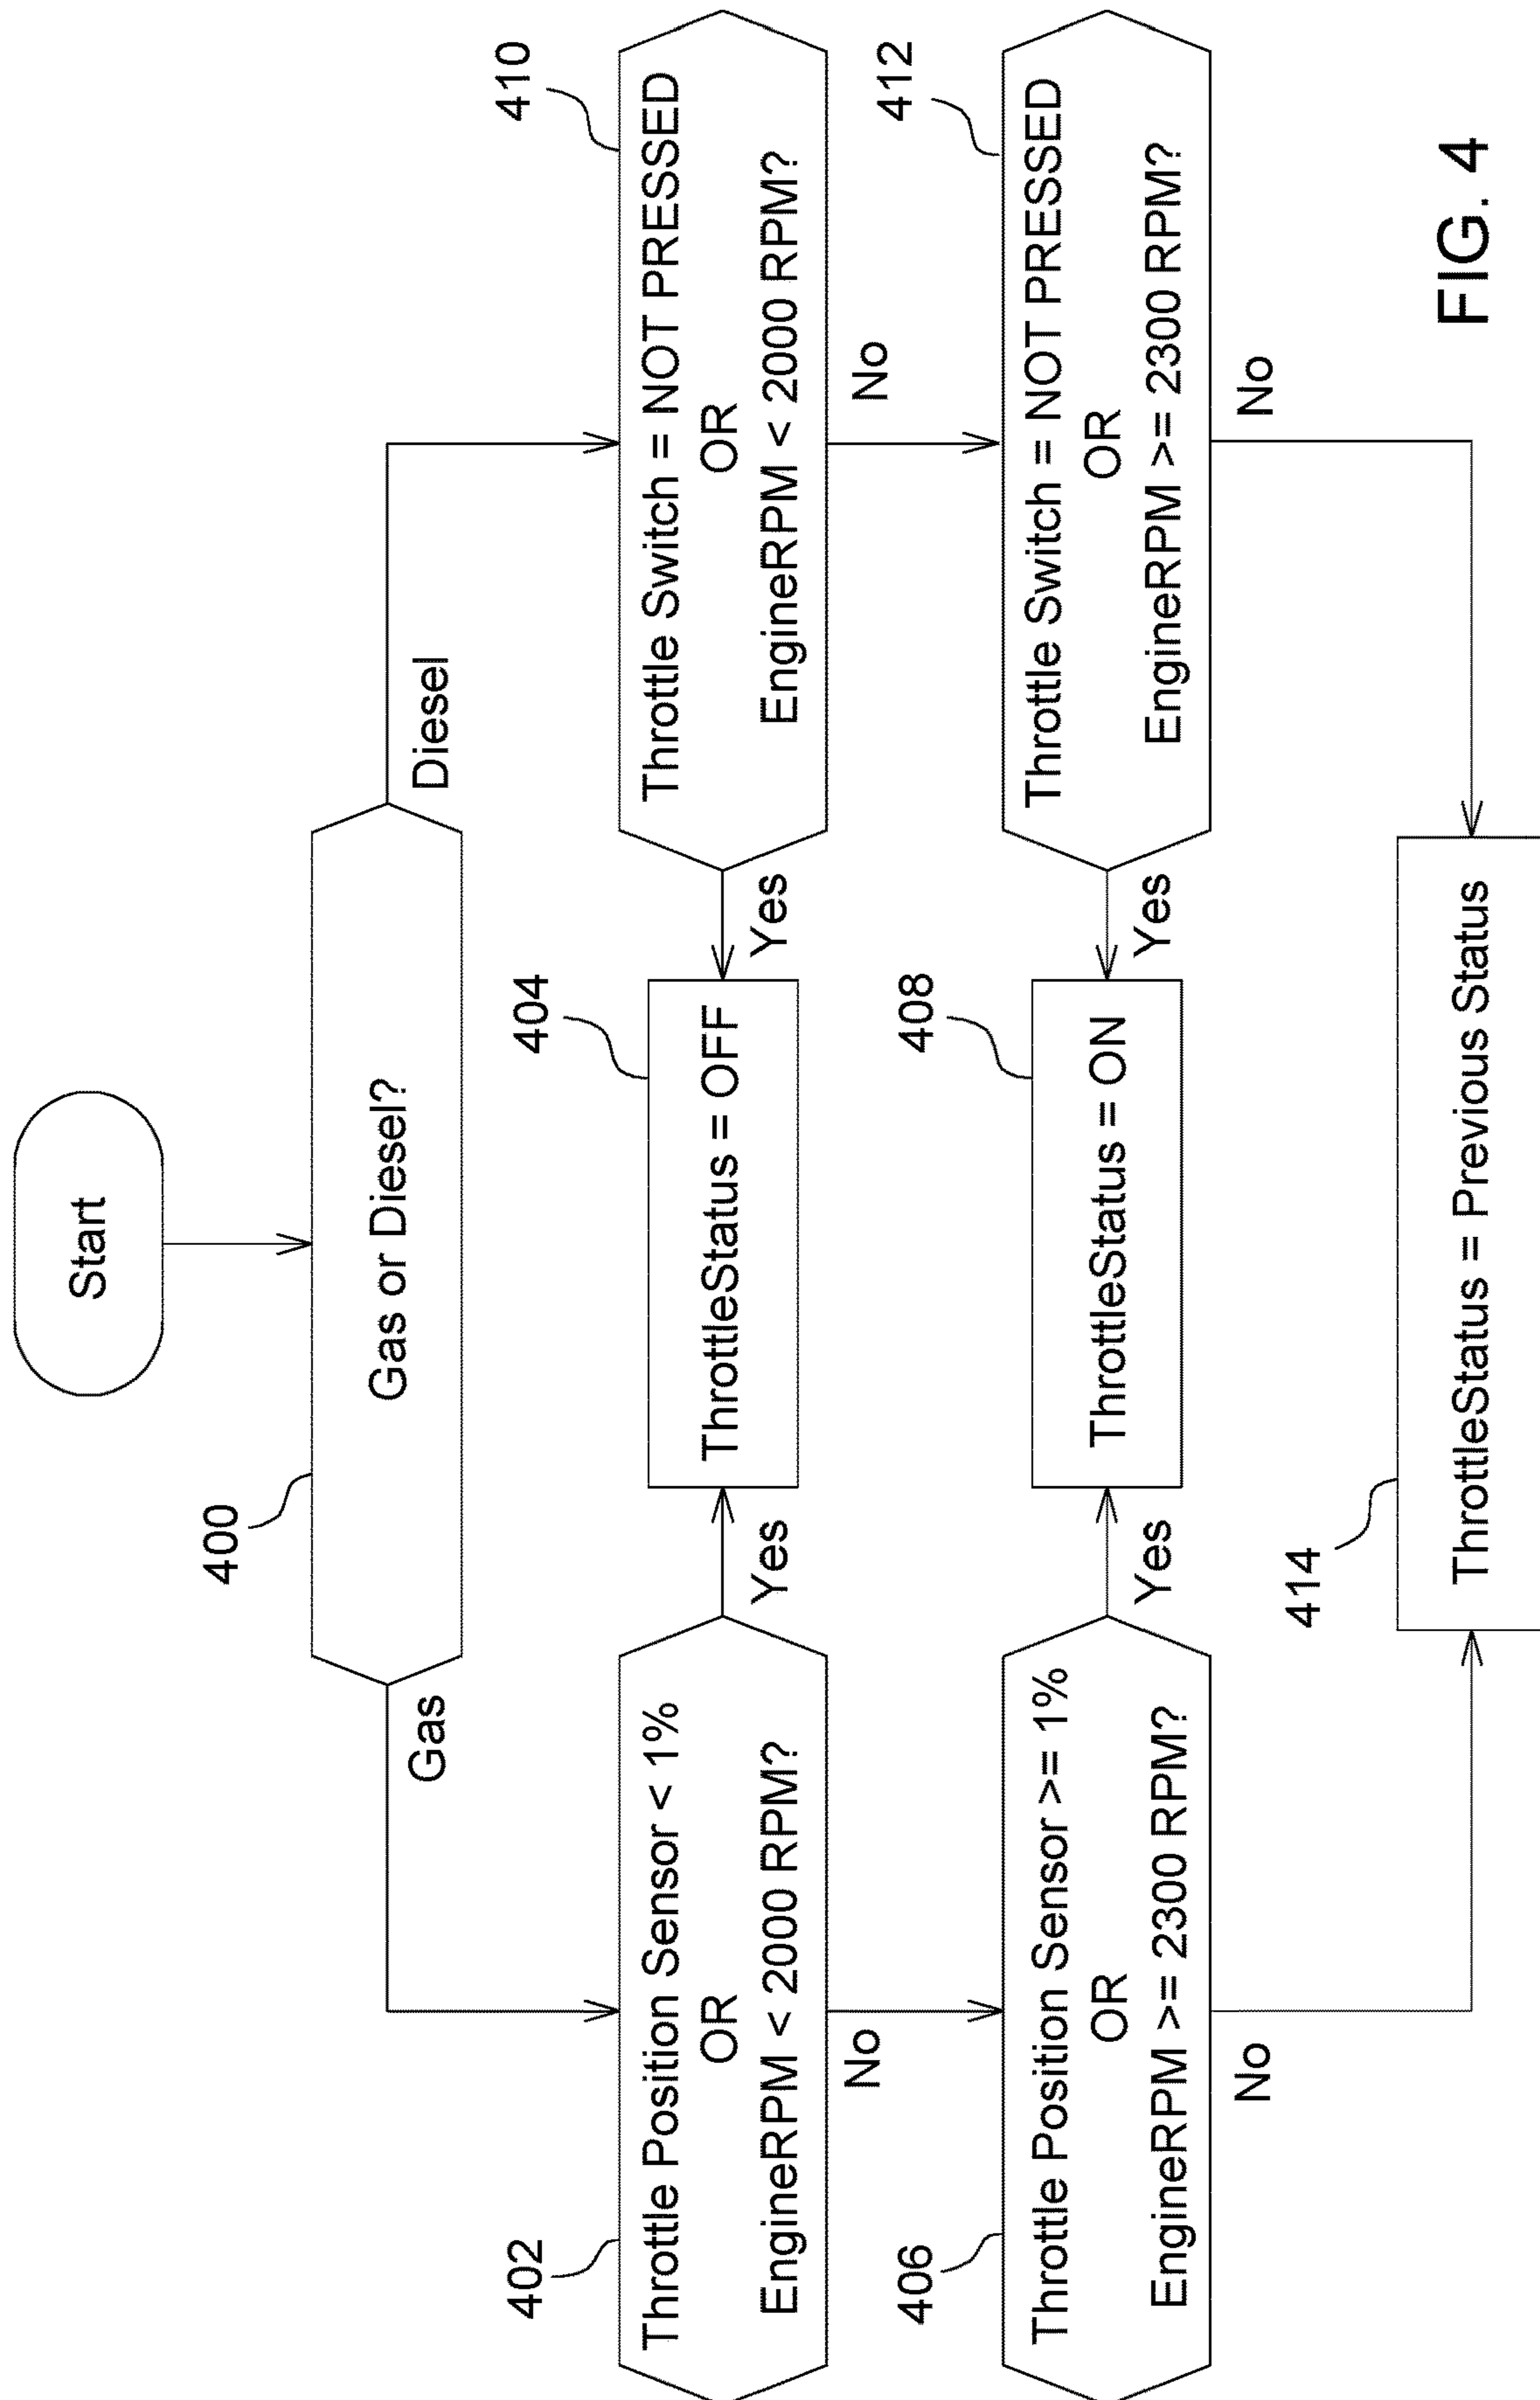 Start
400
Gas or Diesel?
Gas
Diesel
402
Throttle Position Sensor < 1%
OR
EngineRPM < 2000 RPM?
Yes
No
404
ThrottleStatus = OFF
410
Throttle Switch = NOT PRESSED
OR
EngineRPM < 2000 RPM?
Yes
No
406
Throttle Position Sensor >= 1%
OR
EngineRPM >= 2300 RPM?
Yes
No
408
ThrottleStatus = ON
412
Throttle Switch = NOT PRESSED
OR
EngineRPM >= 2300 RPM?
Yes
No
414
ThrottleStatus = Previous Status
FIG. 4